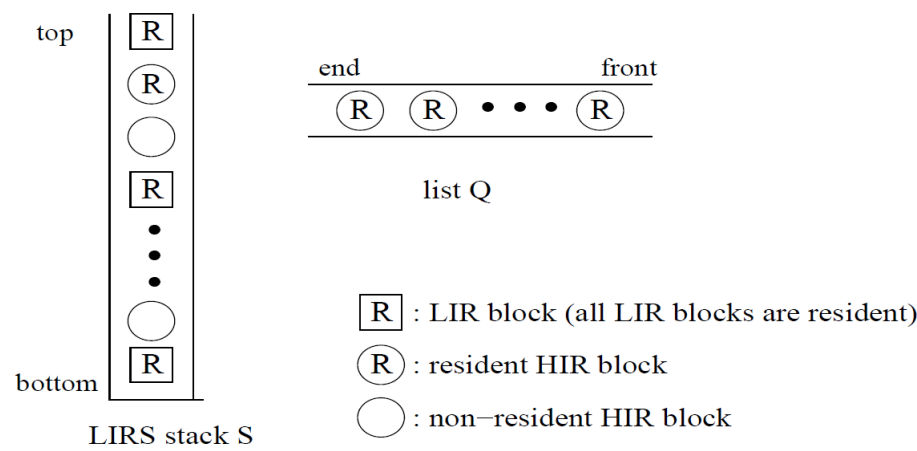 top
R
R
R
R
bottom
LIRS stack S
end front
R R R
list Q
R : LIR block (all LIR blocks are resident)
R : resident HIR block
: non−resident HIR block